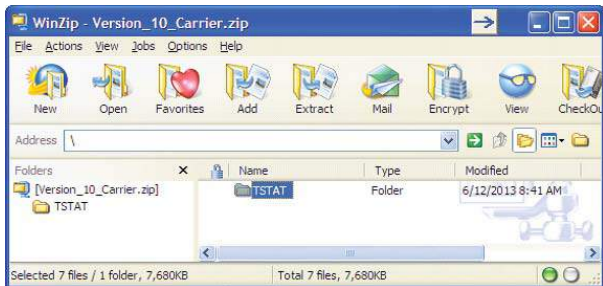 WinZip - Version_10_Carrier.zip
File Actions View Jobs Options Help
New Open Favorites Add Extract Mail Encrypt View CheckOu
Address \
Folders Name Type Modified
[Version_10_Carrier.zip] TSTAT Folder 6/12/2013 8:41 AM
TSTAT
Selected 7 files / 1 folder, 7,680KB Total 7 files, 7,680KB